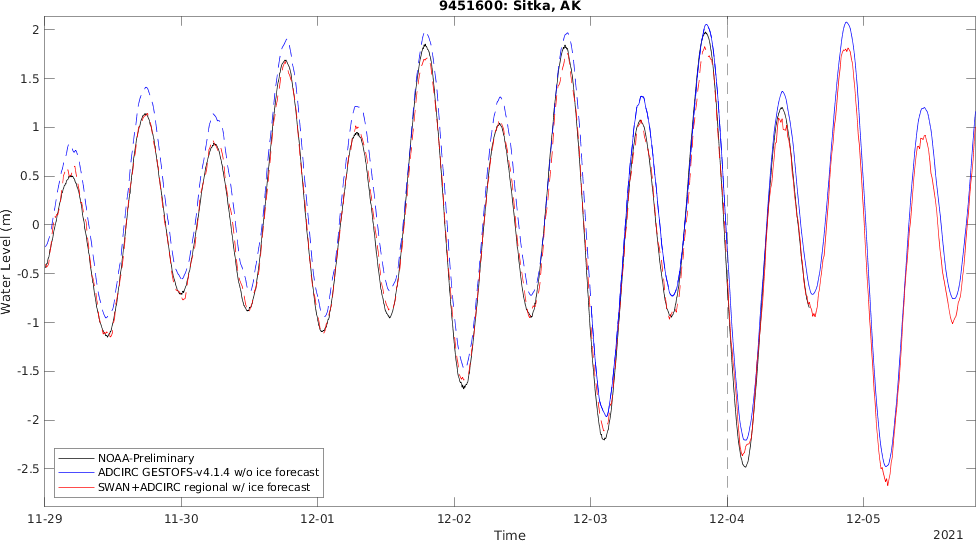 9451600: Sitka, AK
Water Level (m)
2
1.5
1
0.5
0
-0.5
-1
-1.5
-2
-2.5
NOAA-Preliminary
ADCIRC GESTOFS-v4.1.4 w/o ice forecast
SWAN+ADCIRC regional w/ ice forecast
11-29 11-30 12-01 12-02 12-03 12-04 12-05
Time
2021